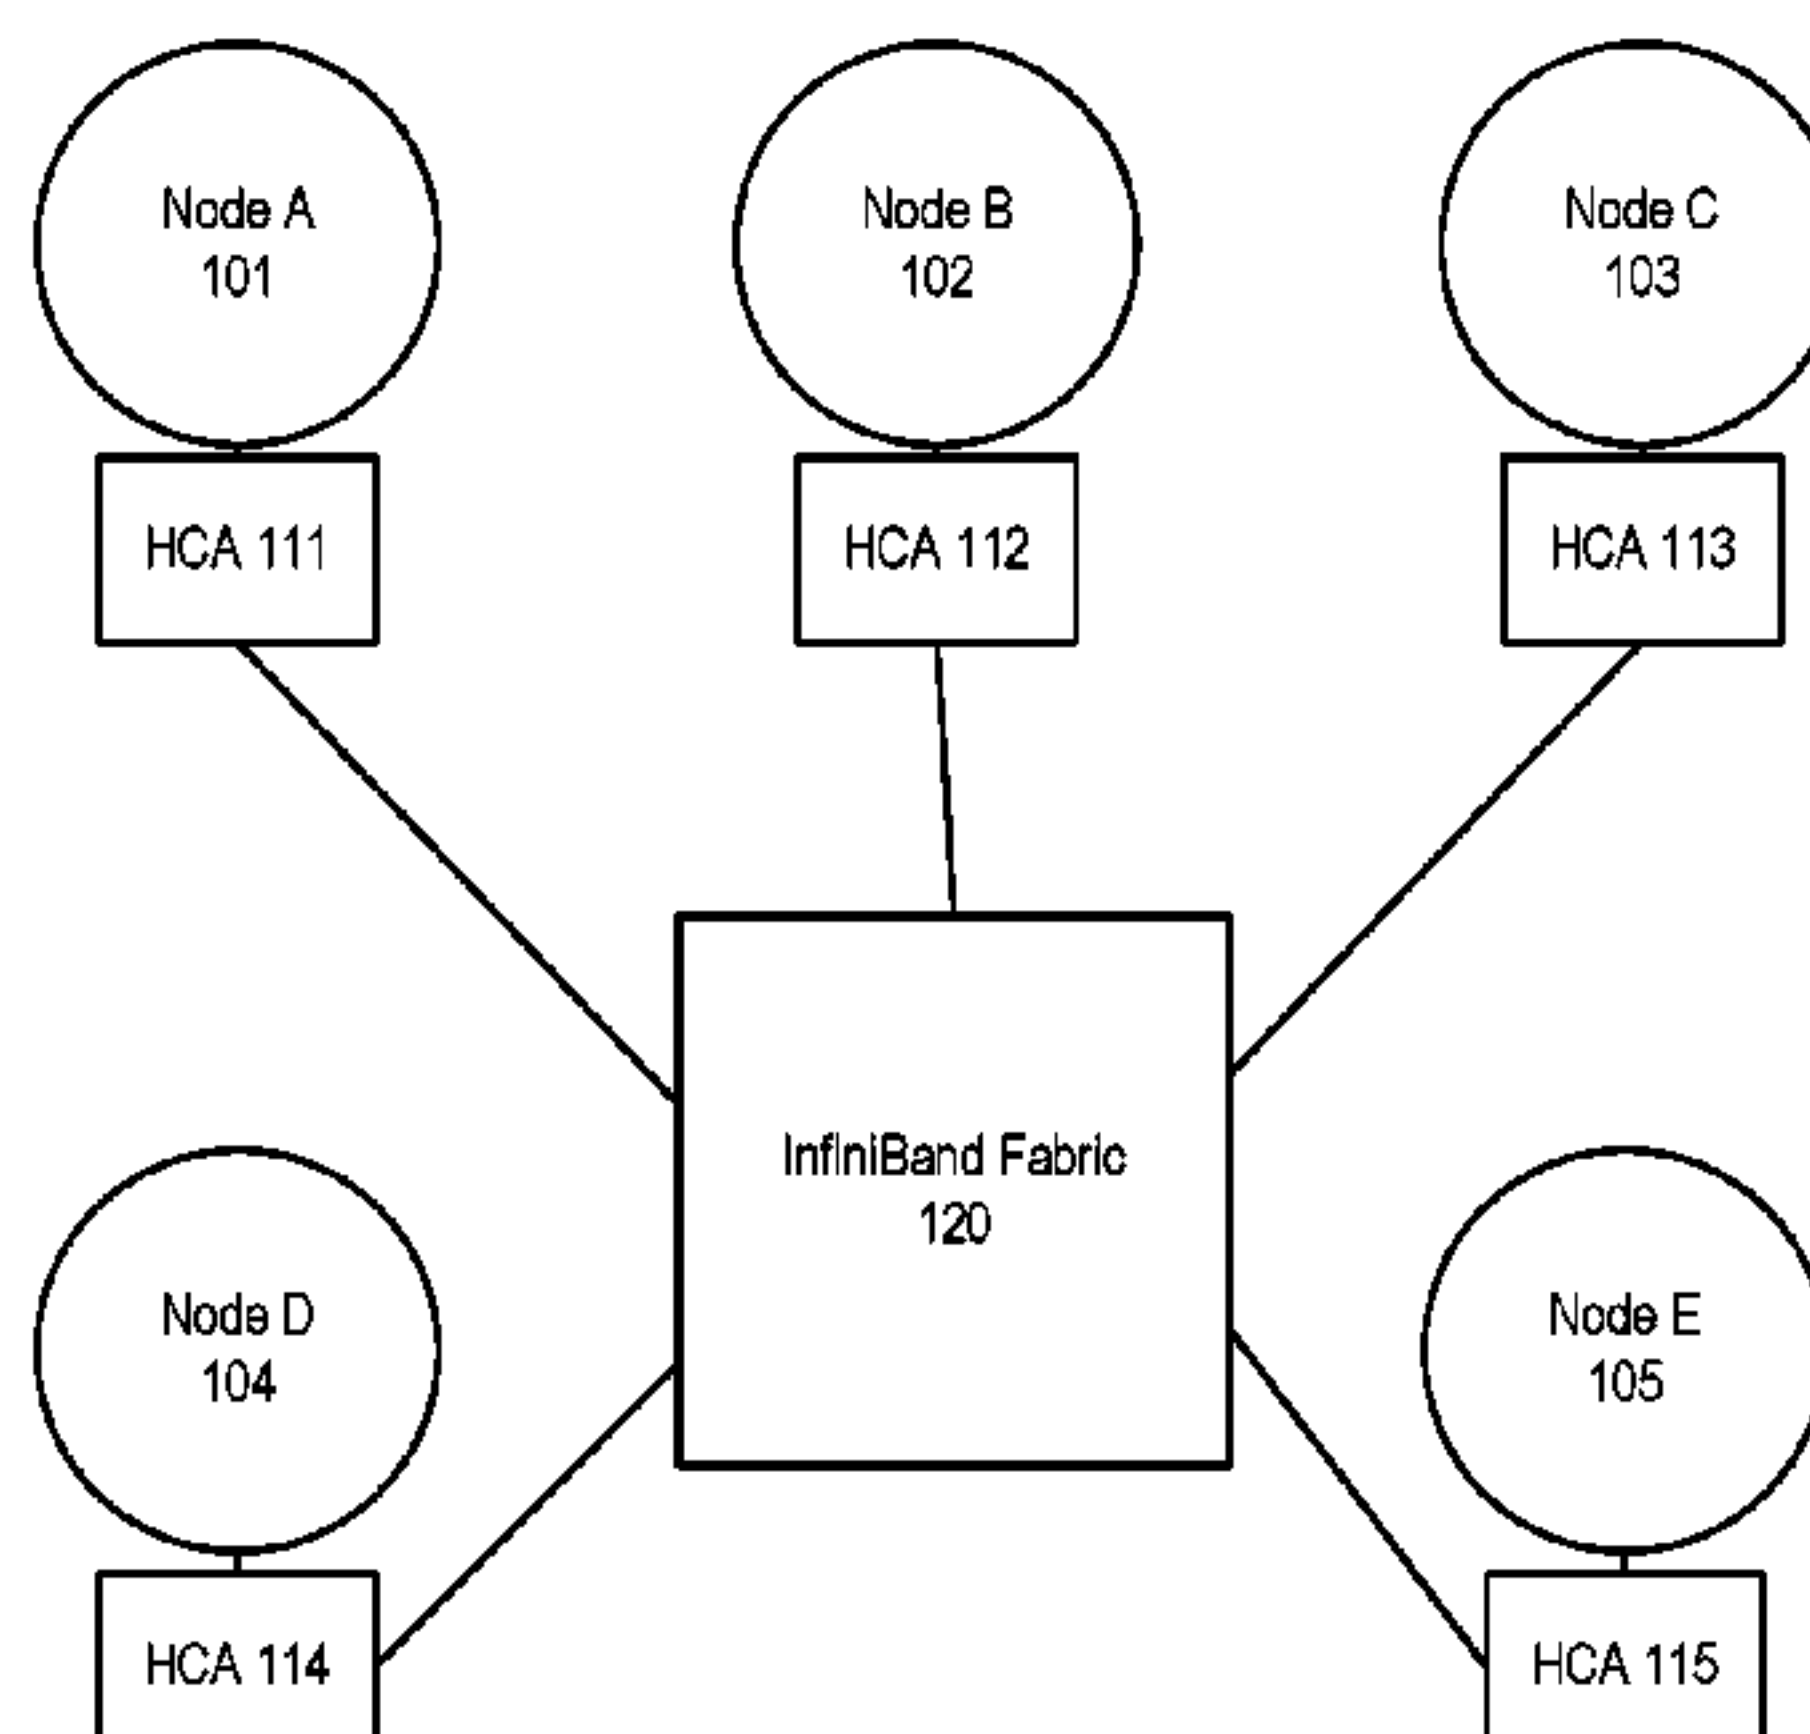 Node A
101
Node B
102
Node C
103
HCA 111
HCA 112
HCA 113
InfiniBand Fabric
120
Node D
104
Node E
105
HCA 114
HCA 115